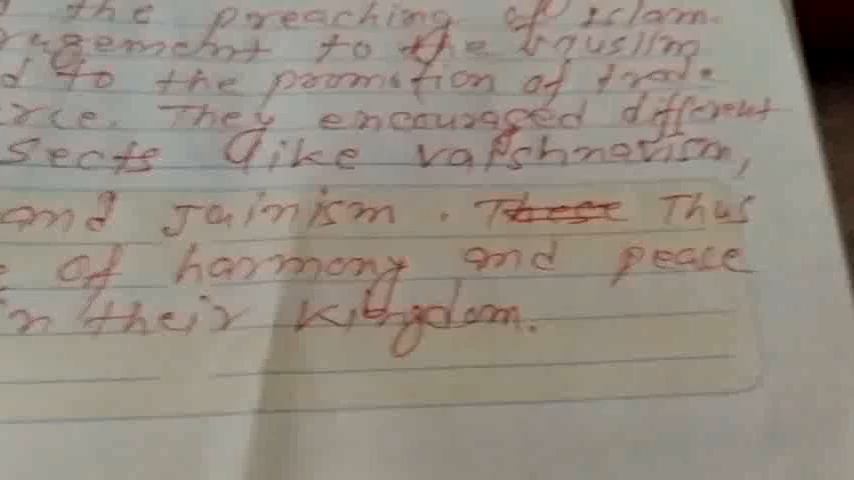 the preaching of islam.
to the muslim
d to the promotion of trade
rce. They encouraged different
sects like vaishnavism,
and Jainism. These Thus
of harmony and peace
in their kingdom.